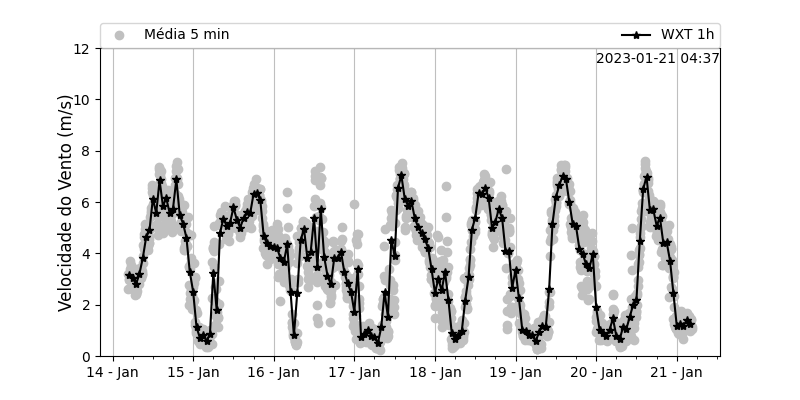 Média 5 min
WXT 1h
2023-01-21 04:37
Velocidade do Vento (m/s)
12
10
8
6
4
2
0
14 - Jan
15 - Jan
16 - Jan
17 - Jan
18 - Jan
19 - Jan
20 - Jan
21 - Jan